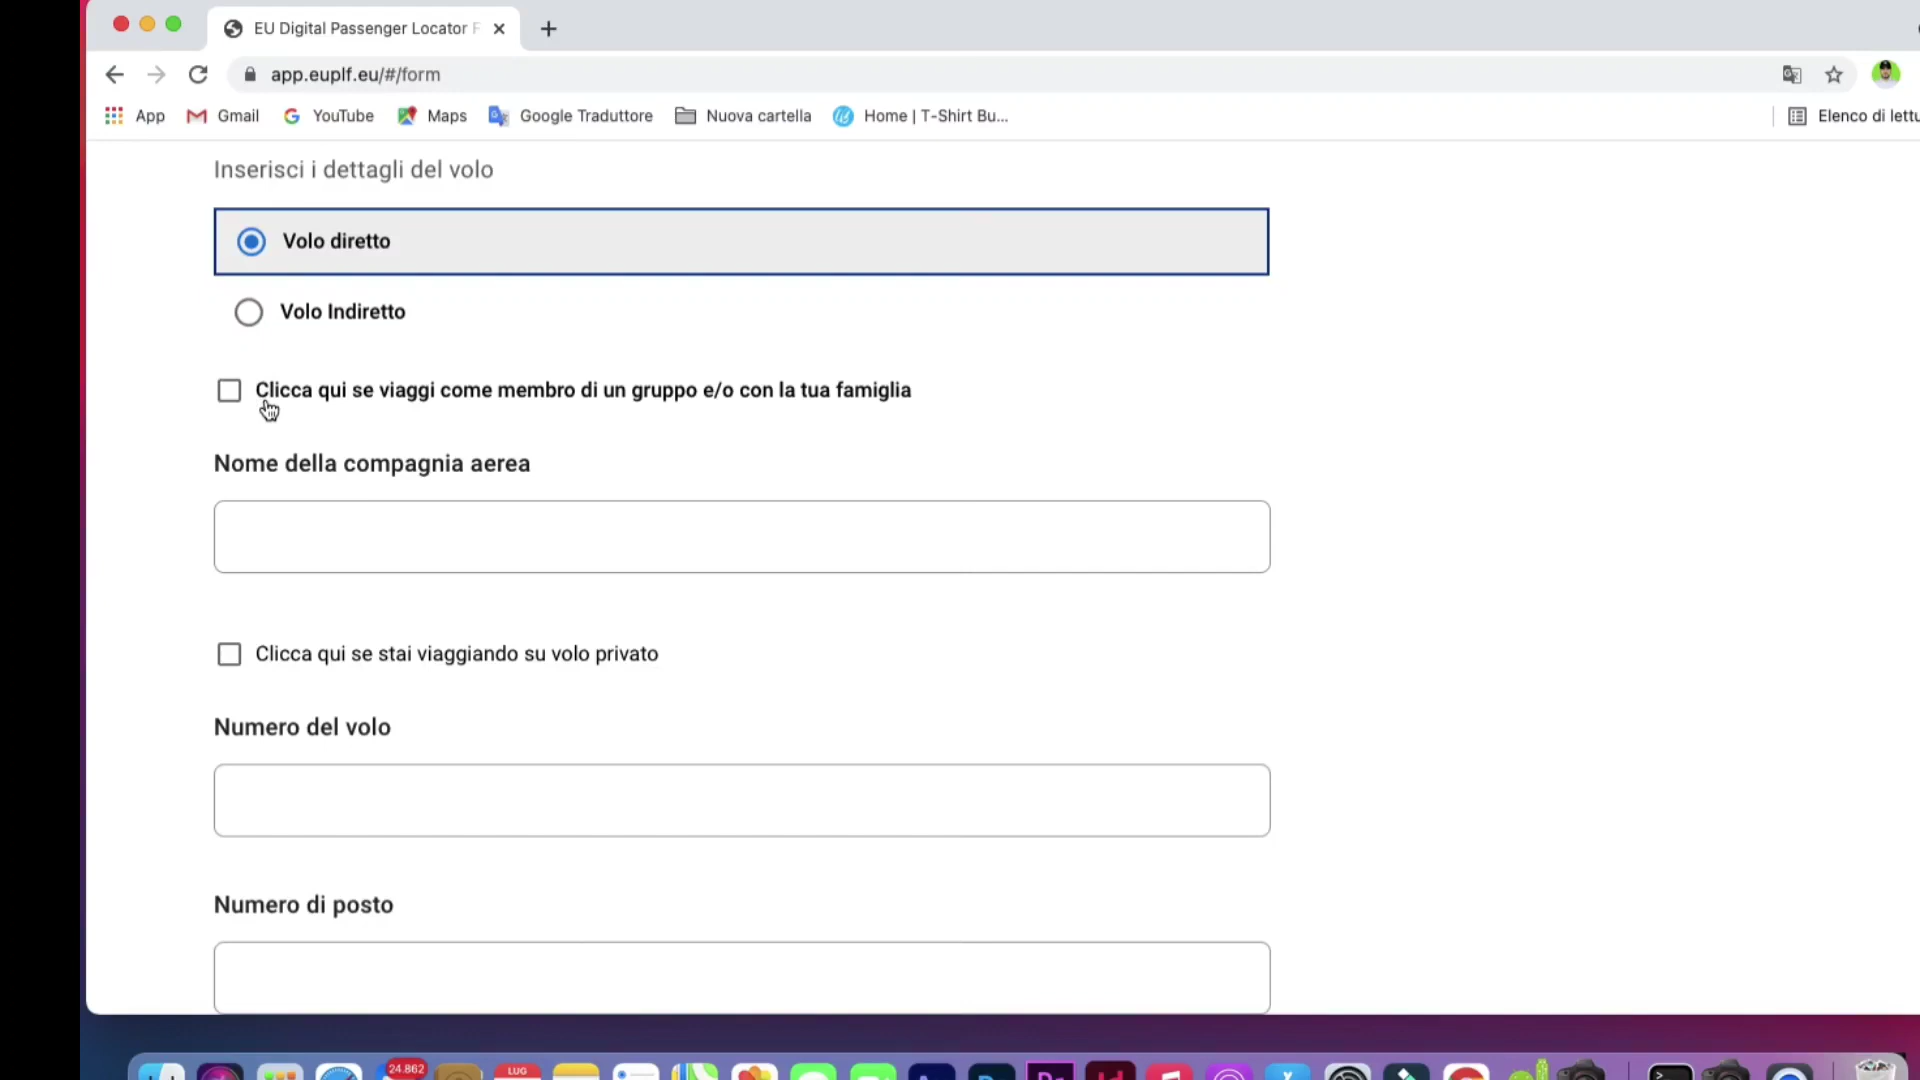 EU Digital Passenger Locator F
app.euplf.eu/#/form
App Gmail YouTube Maps Google Traduttore Nuova cartella Home | T-Shirt Bu... Elenco di lettu
Inserisci i dettagli del volo
Volo diretto
Volo Indiretto
Clicca qui se viaggi come membro di un gruppo e/o con la tua famiglia
Nome della compagnia aerea
Clicca qui se stai viaggiando su volo privato
Numero del volo
Numero di posto
24.862 LUG